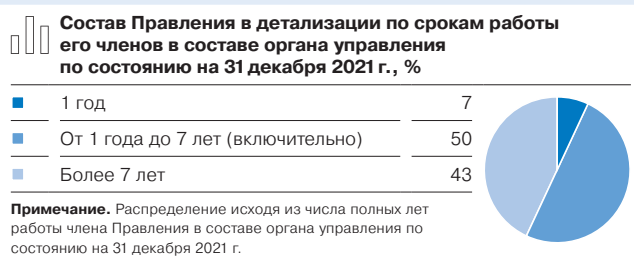 Состав Правления в детализации по срокам работы
его членов в составе органа управления
по состоянию на 31 декабря 2021 г., %
1 год 7
От 1 года до 7 лет (включительно) 50
Более 7 лет 43
Примечание. Распределение исходя из числа полных лет
работы члена Правления в составе органа управления по
состоянию на 31 декабря 2021 г.